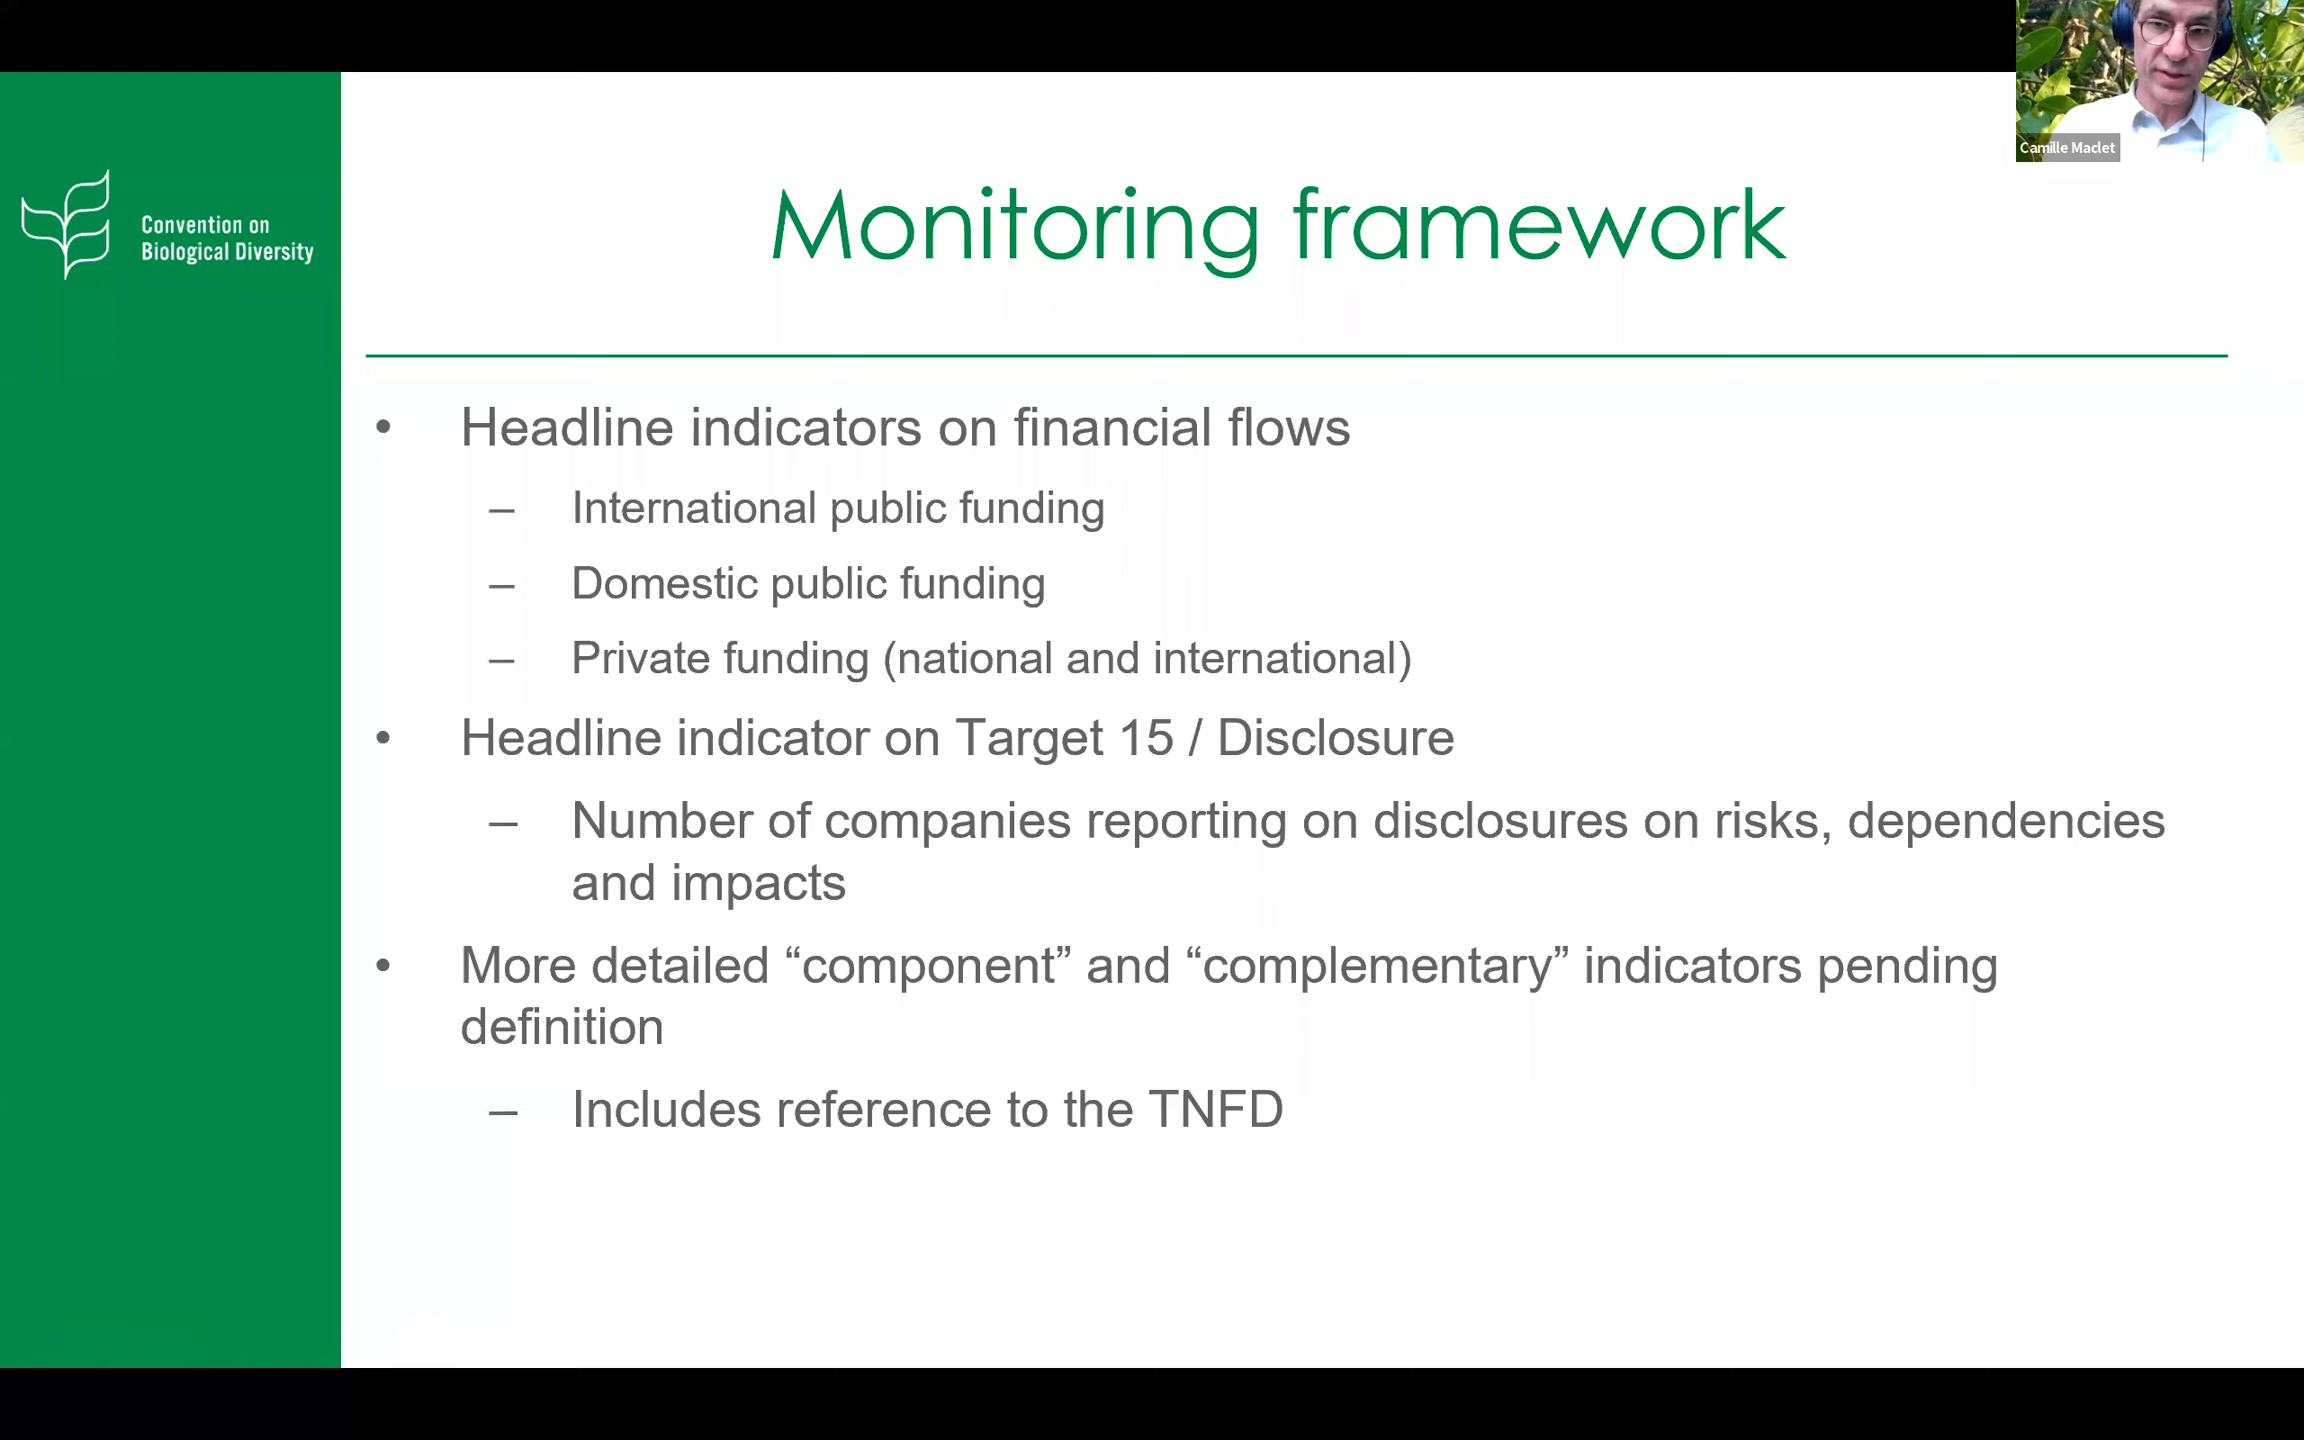 Camille Maclet
Convention on
Biological Diversity
Monitoring framework
• Headline indicators on financial flows
– International public funding
– Domestic public funding
– Private funding (national and international)
• Headline indicator on Target 15 / Disclosure
– Number of companies reporting on disclosures on risks, dependencies
and impacts
• More detailed “component” and “complementary” indicators pending
definition
– Includes reference to the TNFD